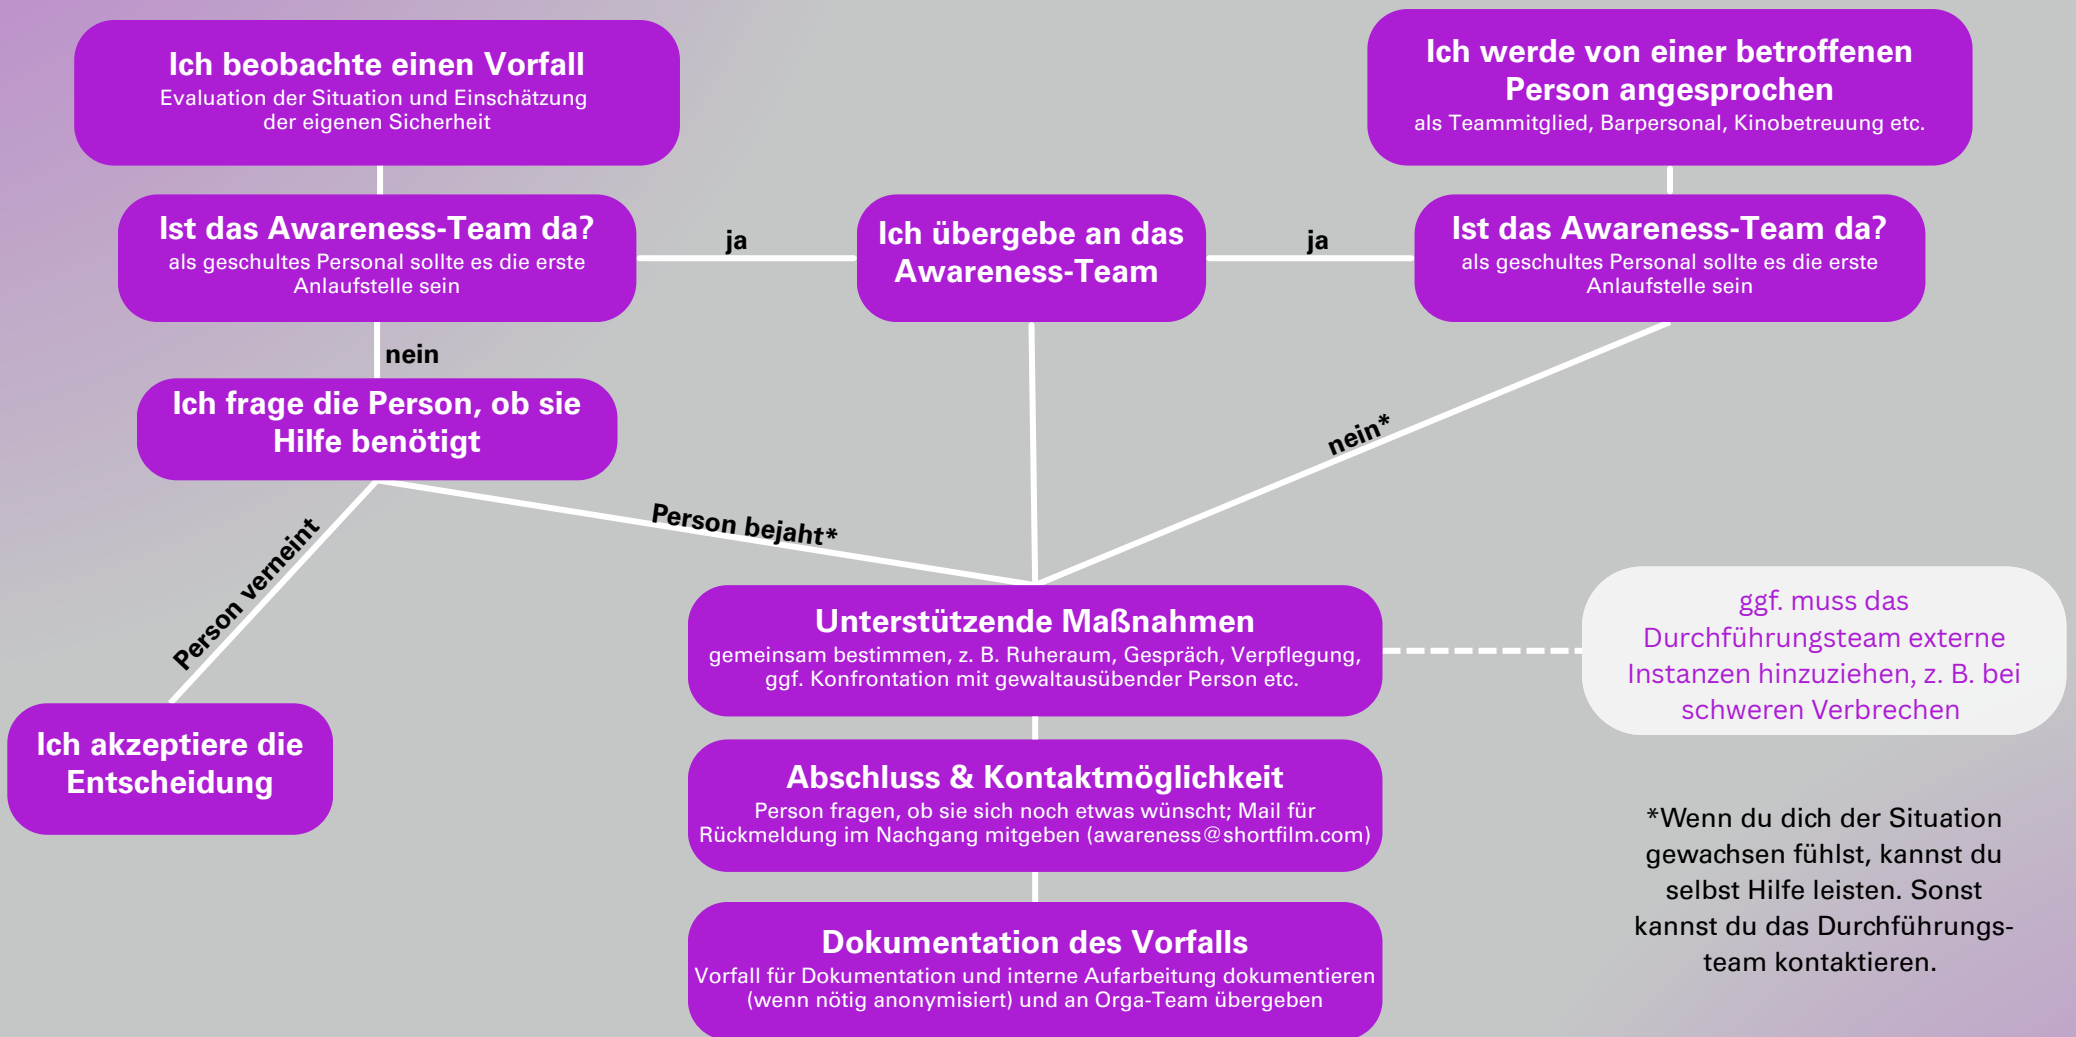 Ich beobachte einen Vorfall
Evaluation der Situation und Einschätzung
der eigenen Sicherheit
Ich werde von einer betroffenen
Person angesprochen
als Teammitglied, Barpersonal, Kinobetreuung etc.
Ist das Awareness-Team da?
als geschultes Personal sollte es die erste
Anlaufstelle sein
ja
Ich übergebe an das
Awareness-Team
ja
Ist das Awareness-Team da?
als geschultes Personal sollte es die erste
Anlaufstelle sein
nein
Ich frage die Person, ob sie
Hilfe benötigt
nein*
Person bejaht*
Person verneint
Ich akzeptiere die
Entscheidung
Unterstützende Maßnahmen
gemeinsam bestimmen, z. B. Ruheraum, Gespräch, Verpflegung,
ggf. Konfrontation mit gewaltausübender Person etc.
ggf. muss das
Durchführungsteam externe
Instanzen hinzuziehen, z. B. bei
schweren Verbrechen
Abschluss & Kontaktmöglichkeit
Person fragen, ob sie sich noch etwas wünscht; Mail für
Rückmeldung im Nachgang mitgeben (awareness@shortfilm.com)
Dokumentation des Vorfalls
Vorfall für Dokumentation und interne Aufarbeitung dokumentieren
(wenn nötig anonymisiert) und an Orga-Team übergeben
*Wenn du dich der Situation
gewachsen fühlst, kannst du
selbst Hilfe leisten. Sonst
kannst du das Durchführungs-
team kontaktieren.